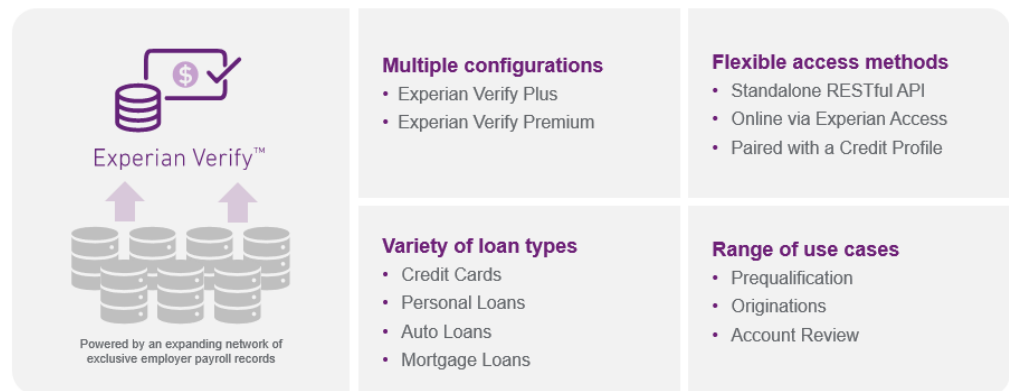 $
Experian Verify™
Powered by an expanding network of
exclusive employer payroll records
Multiple configurations
• Experian Verify Plus
• Experian Verify Premium
Flexible access methods
• Standalone RESTful API
• Online via Experian Access
• Paired with a Credit Profile
Variety of loan types
• Credit Cards
• Personal Loans
• Auto Loans
• Mortgage Loans
Range of use cases
• Prequalification
• Originations
• Account Review